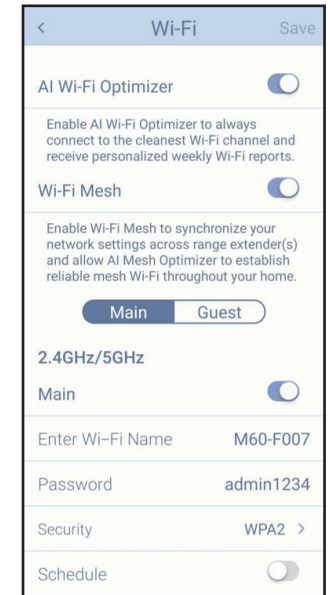 < Wi-Fi Save
AI Wi-Fi Optimizer
Enable AI Wi-Fi Optimizer to always
connect to the cleanest Wi-Fi channel and
receive personalized weekly Wi-Fi reports.
Wi-Fi Mesh
Enable Wi-Fi Mesh to synchronize your
network settings across range extender(s)
and allow AI Mesh Optimizer to establish
reliable mesh Wi-Fi throughout your home.
Main Guest
2.4GHz/5GHz
Main
Enter Wi–Fi Name M60-F007
Password admin1234
Security WPA2 >
Schedule